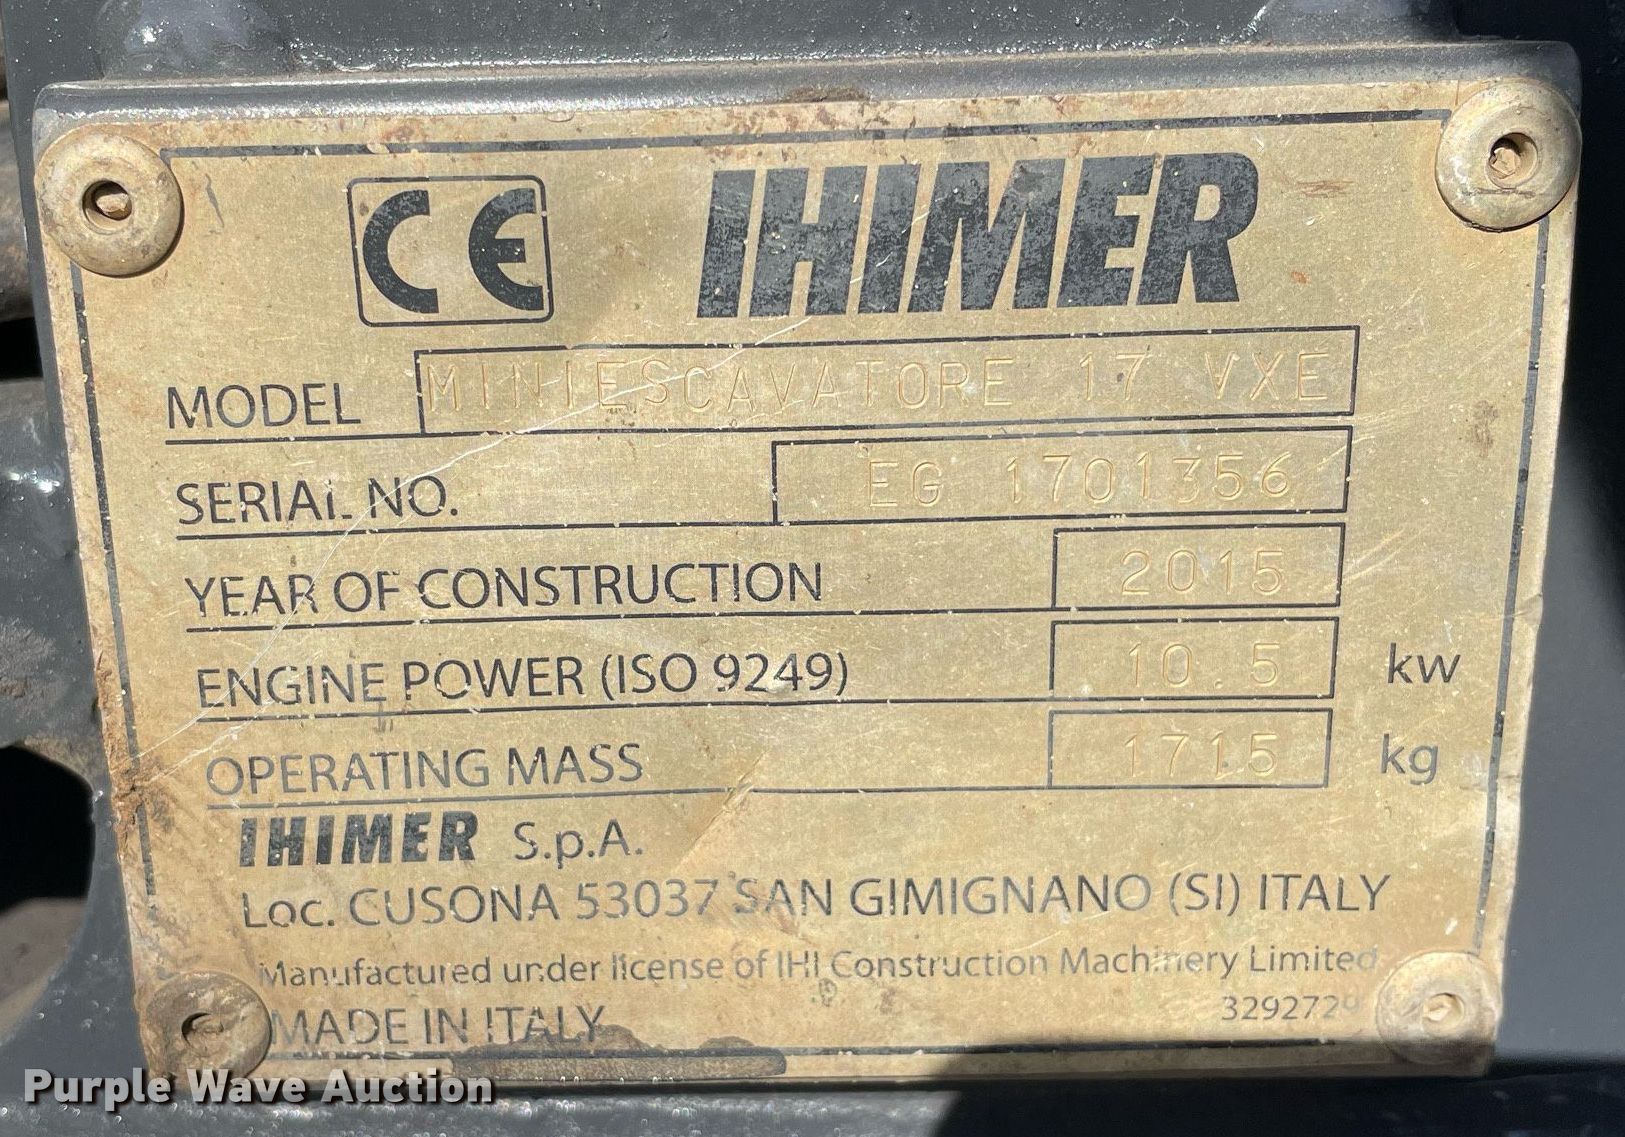 CE IHIMER
MODEL MINIESCAVATORE 17 VXE
SERIAL NO. EG 1701356
YEAR OF CONSTRUCTION 2015
ENGINE POWER (ISO 9249) 10.5 kw
OPERATING MASS 1715 kg
IHIMER S.p.A.
Loc. CUSONA 53037 SAN GIMIGNANO (SI) ITALY
Manufactured under license of IHI Construction Machinery Limited
MADE IN ITALY
Purple Wave Auction